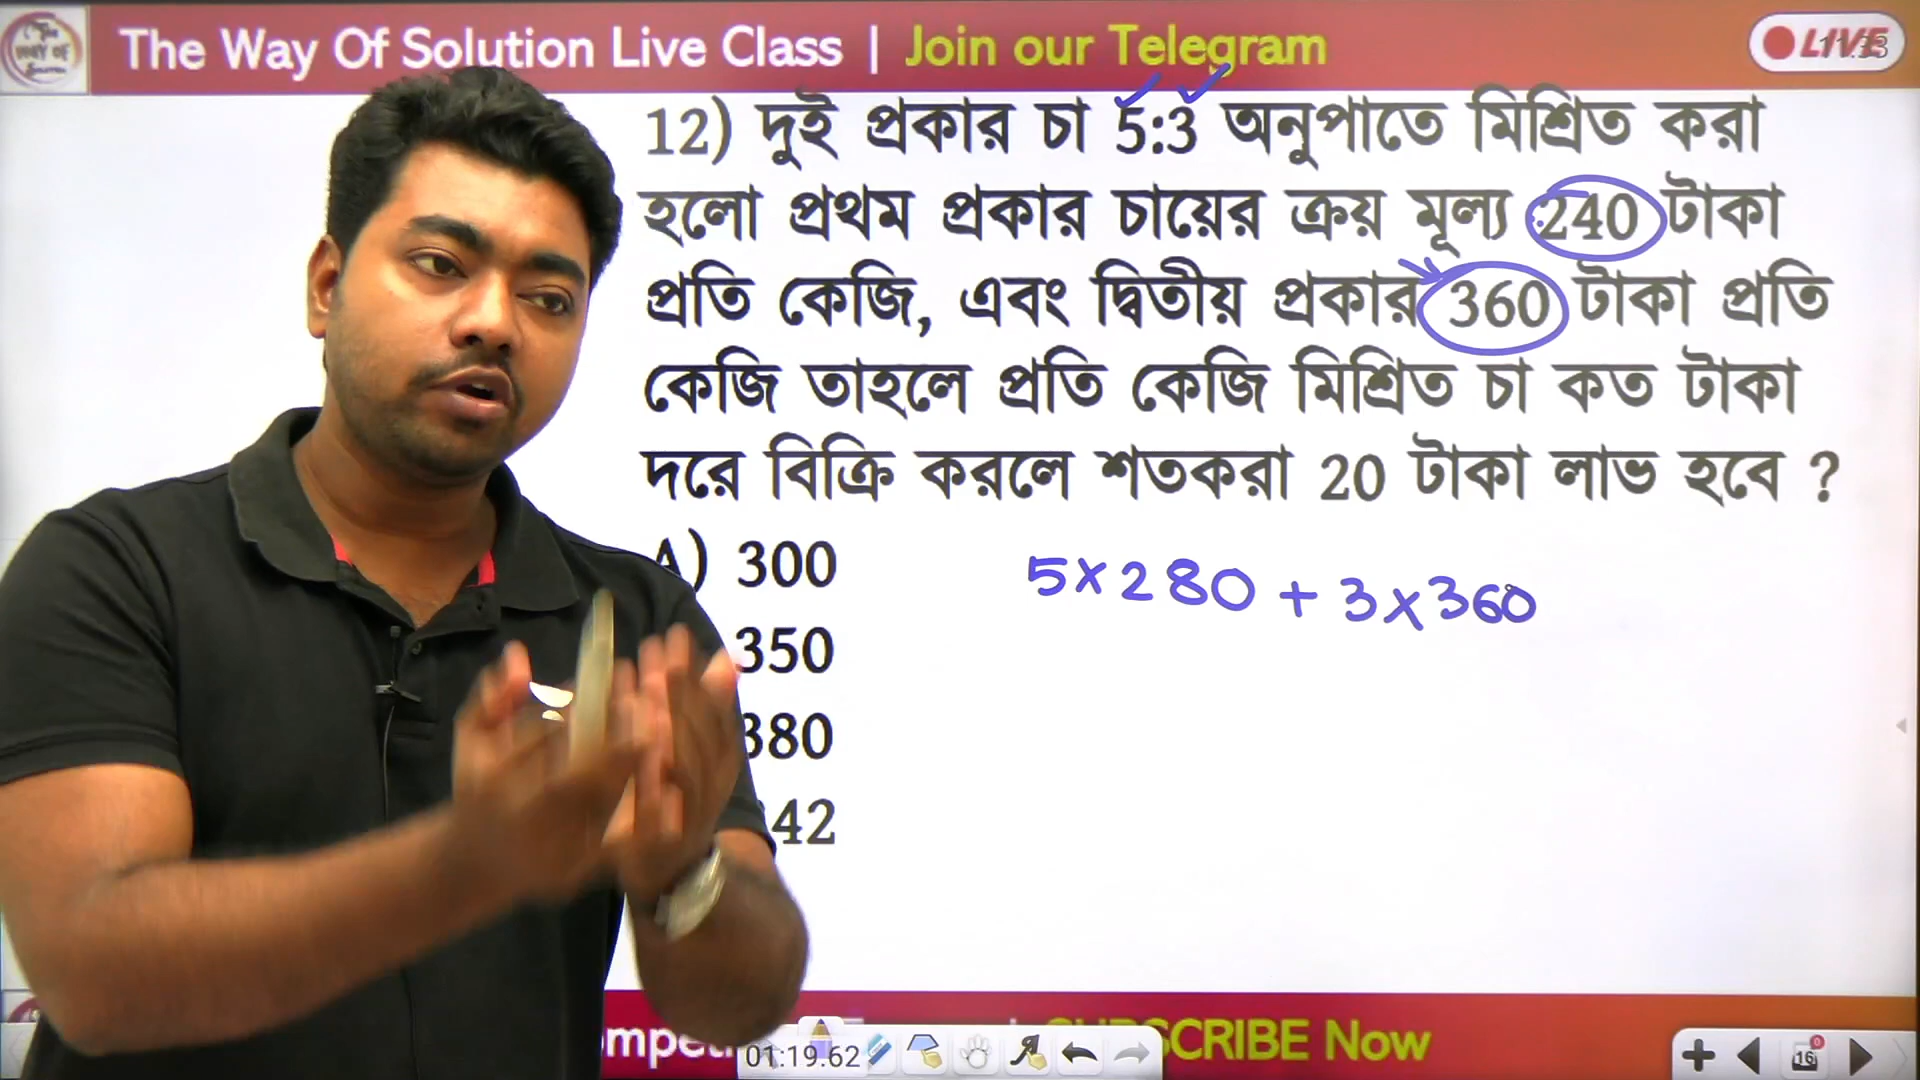 The Way Of Solution Live Class | Join our Telegram
LIVE
12) দুই প্রকার চা 5:3 অনুপাতে মিশ্রিত করা
হলো প্রথম প্রকার চায়ের ক্রয় মূল্য 240 টাকা
প্রতি কেজি, এবং দ্বিতীয় প্রকার 360 টাকা প্রতি
কেজি তাহলে প্রতি কেজি মিশ্রিত চা কত টাকা
দরে বিক্রি করলে শতকরা 20 টাকা লাভ হবে ?
A) 300
350
380
42
5×280 + 3×360
SCRIBE Now
01:19.62
16